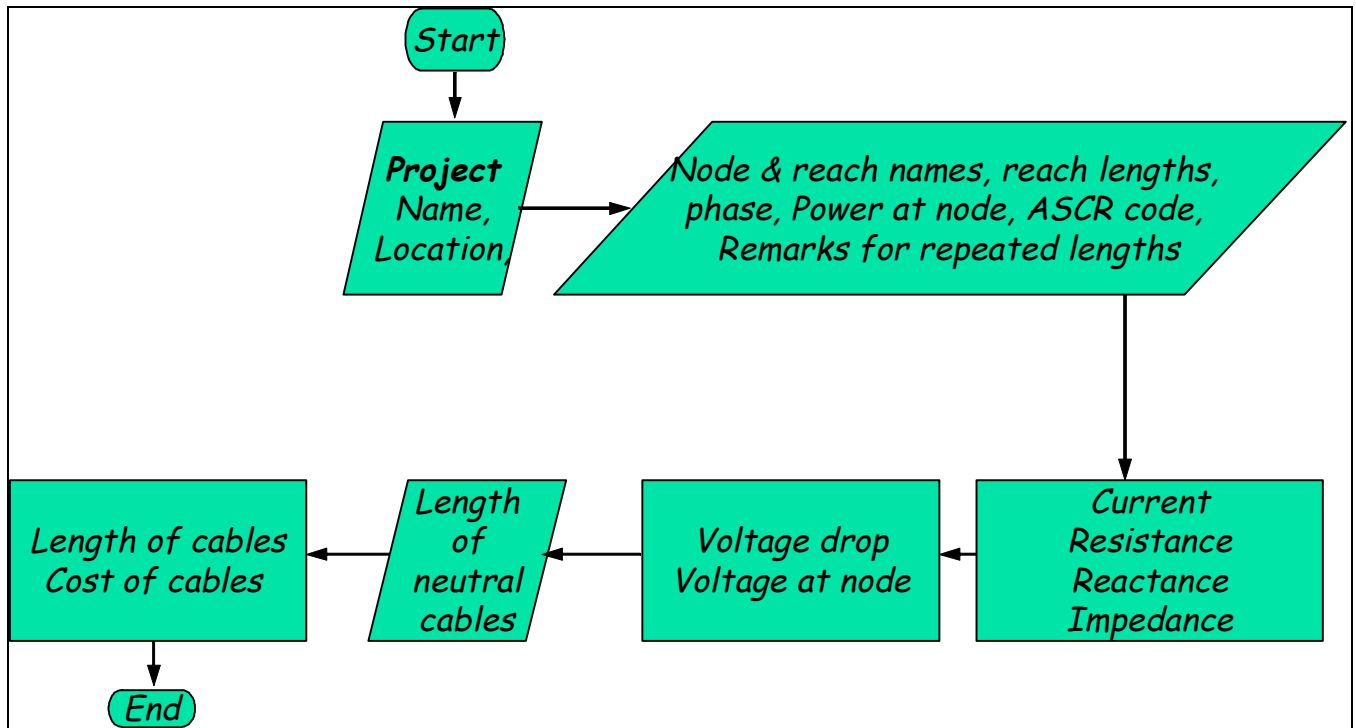 Start
Project
Name,
Location,
Node & reach names, reach lengths,
phase, Power at node, ASCR code,
Remarks for repeated lengths
Current
Resistance
Reactance
Impedance
Voltage drop
Voltage at node
Length
of
neutral
cables
Length of cables
Cost of cables
End